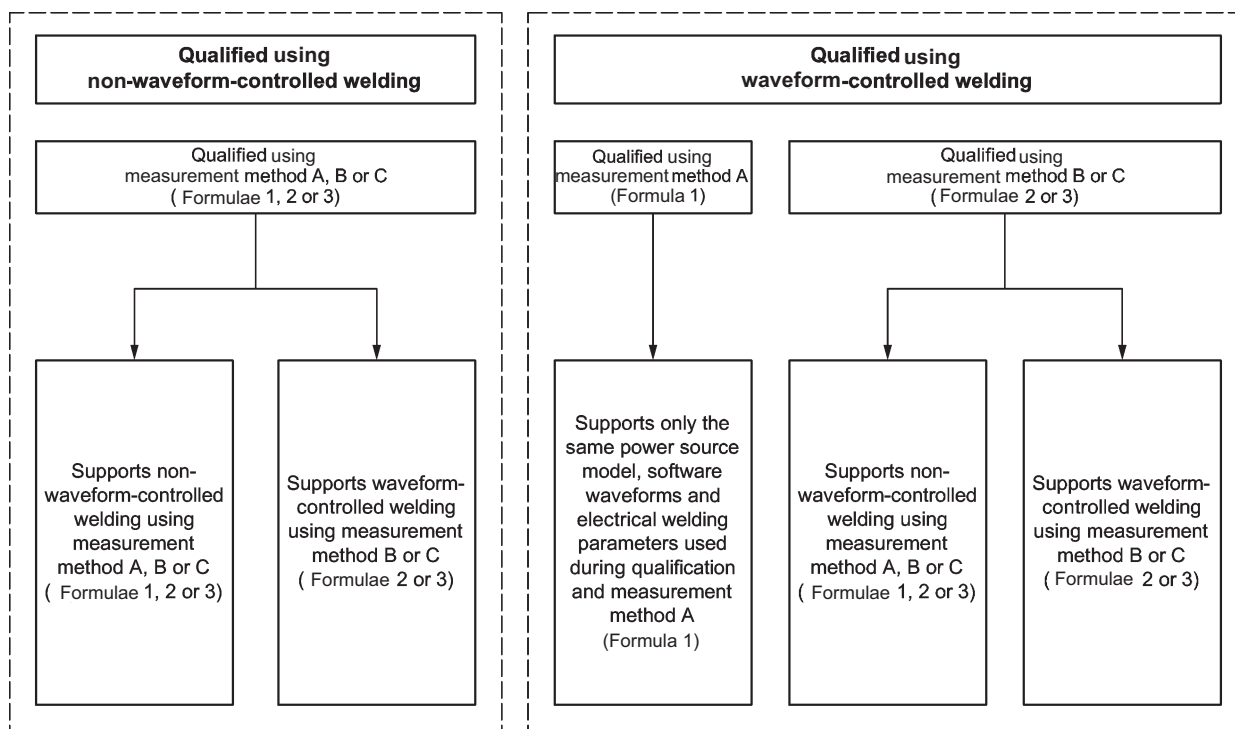 Qualified using
non-waveform-controlled welding
Qualified using
measurement method A, B or C
( Formulae 1, 2 or 3)
Supports non-
waveform-controlled
welding using
measurement
method A, B or C
( Formulae 1, 2 or 3)
Supports waveform-
controlled welding
using measurement
method B or C
( Formulae 2 or 3)
Qualified using
waveform-controlled welding
Qualified using
measurement method A
(Formula 1)
Supports only the
same power source
model, software
waveforms and
electrical welding
parameters used
during qualification
and measurement
method A
(Formula 1)
Qualified using
measurement method B or C
( Formulae 2 or 3)
Supports non-
waveform-controlled
welding using
measurement
method A, B or C
( Formulae 1, 2 or 3)
Supports waveform-
controlled welding
using measurement
method B or C
( Formulae 2 or 3)